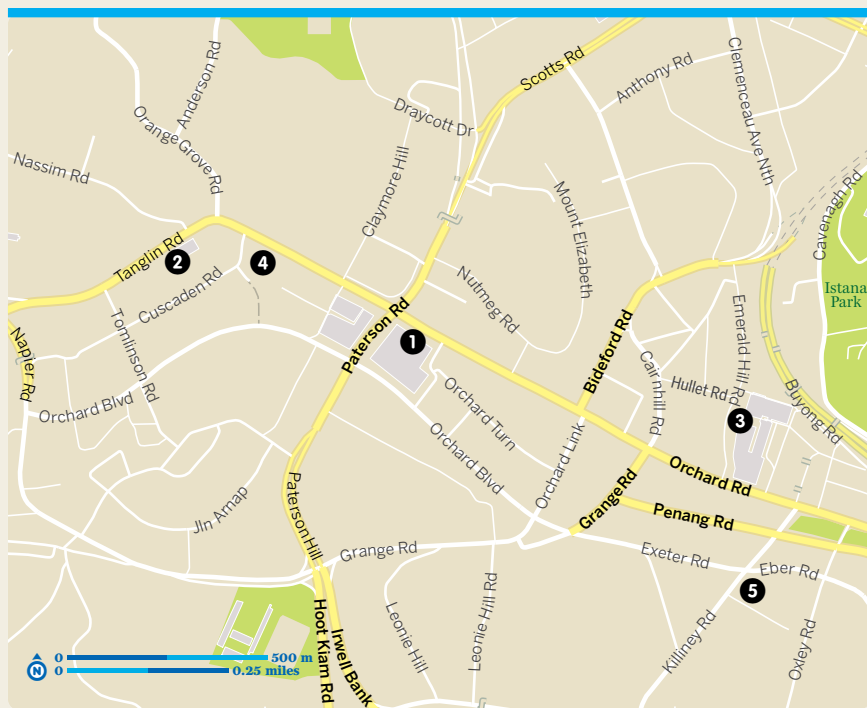 Scotts Rd
Anderson Rd
Clemenceau Ave Nth
Anthony Rd
Draycott Dr
Orange Grove Rd
Nassim Rd
Claymore Hill
Mount Elizabeth
Cavenagh Rd
Tanglin Rd
2
4
Cuscaden Rd
Nutmeg Rd
Istana
Park
Tomlinson Rd
Paterson Rd
1
Bideford Rd
Emerald Hill Rd
Napier Rd
Cairnhill Rd
Hullet Rd
Buyong Rd
3
Orchard Blvd
Orchard Turn
Orchard Blvd
Orchard Link
Orchard Rd
Grange Rd
Penang Rd
Jln Arnap
Paterson Hill
Grange Rd
Exeter Rd
Eber Rd
5
Leonie Hill
Leonie Hill Rd
Killiney Rd
Oxley Rd
Hoot Kiam Rd
Irwell Bank
N
0 500 m
0 0.25 miles